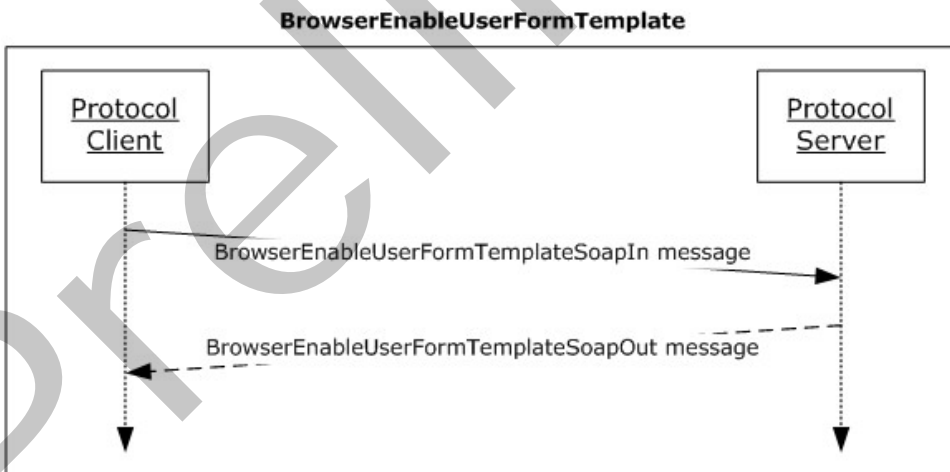 BrowserEnableUserFormTemplate
Protocol
Client
Protocol
Server
BrowserEnableUserFormTemplateSoapIn message
BrowserEnableUserFormTemplateSoapOut message